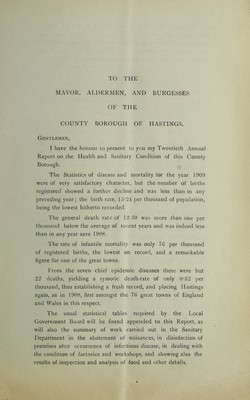 TO THE
MAYOR, ALDERMEN, AND BURGESSES
OF THE
COUNTY BOROUGH OF HASTINGS.
GENTLEMEN,
I have the honour to present to you my Twentieth Annual
Report on the Health and Sanitary Condition of this County
Borough.
The Statistics of disease and mortality for the year 1909
were of very satisfactory character, but the number of births
registered showed a further decline and was less than in any
preceding year; the birth rate, 15·24 per thousand of population,
being the lowest hitherto recorded.
The general death rate of 12·59 was more than one per
thousand below the average of recent years and was indeed less
than in any year save 1908.
The rate of infantile mortality was only 76 per thousand
of registered births, the lowest on record, and a remarkable
figure for one of the great towns.
From the seven chief epidemic diseases there were but
22 deaths, yielding a zymotic death-rate of only 0·32 per
thousand, thus establishing a fresh record, and placing Hastings
again, as in 1908, first amongst the 76 great towns of England
and Wales in this respect.
The usual statistical tables required by the Local
Government Board will be found appended to this Report, as
will also the summary of work carried out in the Sanitary
Department in the abatement of nuisances, in disinfection of
premises after occurrence of infectious disease, in dealing with
the condition of factories and workshops, and showing also the
results of inspection and analysis of food and other details.